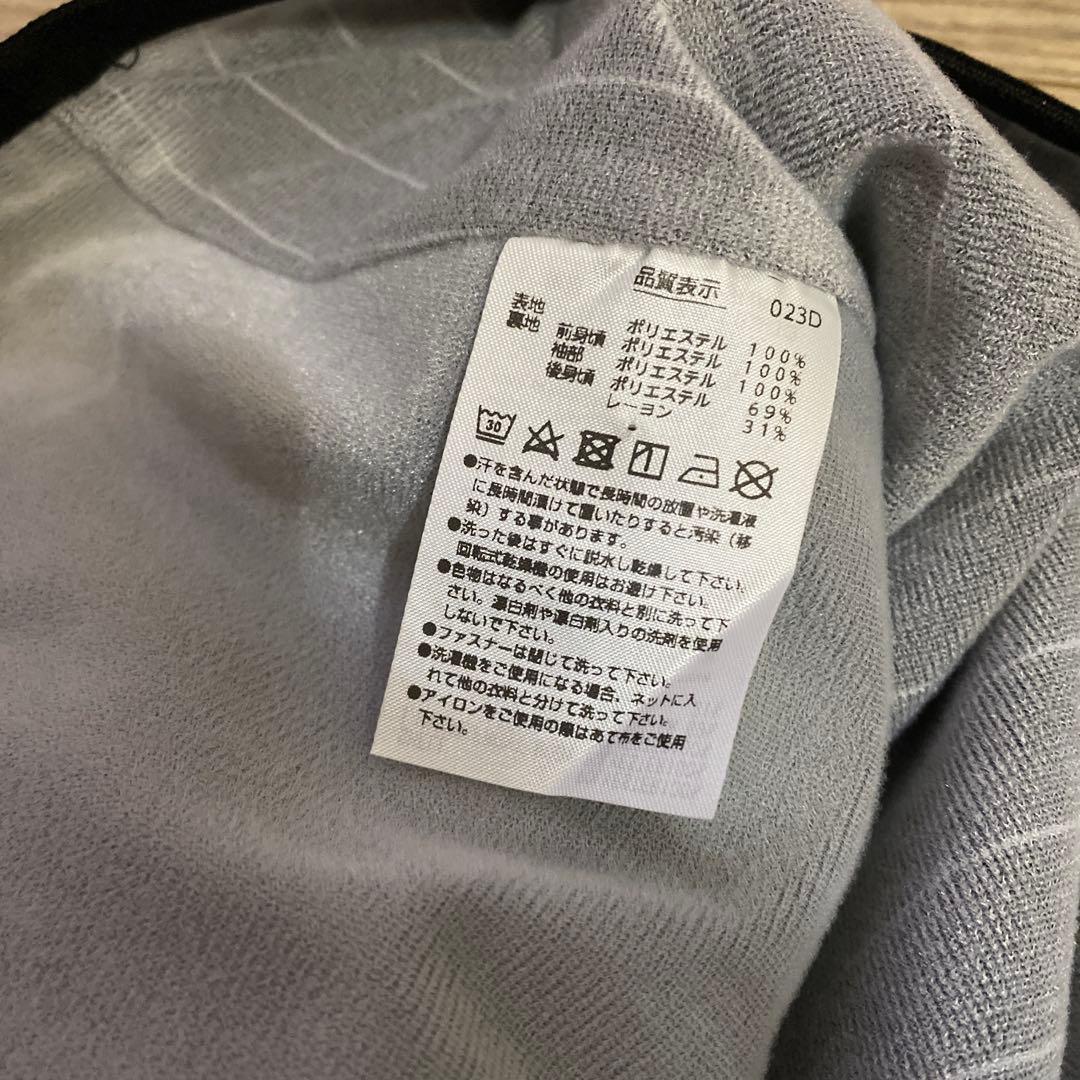 品質表示 023D
表地 ポリエステル 100%
裏地 前身頃 ポリエステル 100%
袖部 ポリエステル 100%
後身頃 ポリエステル 69%
レーヨン 31%
30
●汗を含んだ状態で長時間の放置や洗濯液
に長時間漬けて置いたりすると汚染（移
染）する事があります。
●洗った後はすぐに説水し乾燥して下さい。
回転式乾燥機の使用はお避け下さい。
●色物はなるべく他の衣料と別に洗って下
さい。漂白剤や漂白剤入りの洗剤を使用
しないで下さい。
●ファスナーは閉じて洗って下さい。
●洗濯機をご使用になる場合、ネットに入
れて他の衣料と分けて洗って下さい。
●アイロンをご使用の際はあて布をご使用
下さい。